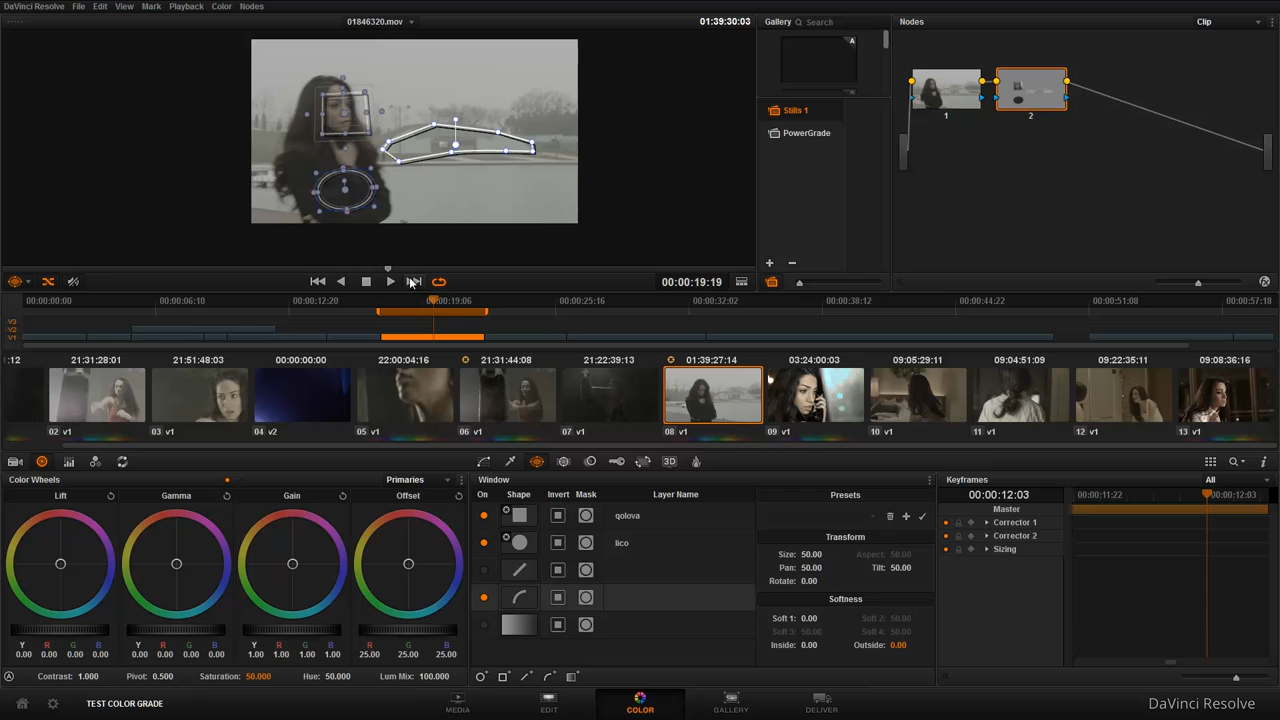 DaVinci Resolve File Edit View Mark Playback Color Nodes
01846320.mov 01:39:30:03 Gallery Search Nodes Clip
A
Stills 1
PowerGrade
1 2
00:00:19:19
00:00:00:00 00:00:06:10 00:00:12:20 00:00:19:06 00:00:25:16 00:00:32:02 00:00:38:12 00:00:44:22 00:00:51:08 00:00:57:18
V3
V2
V1
:12 21:31:28:01 21:51:48:03 00:00:00:00 22:00:04:16 21:31:44:08 21:22:39:13 01:39:27:14 03:24:00:03 09:05:29:11 09:04:51:09 09:22:35:11 09:08:36:16
02 v1 03 v1 04 v2 05 v1 06 v1 07 v1 08 v1 09 v1 10 v1 11 v1 12 v1 13 v1
3D
Color Wheels Primaries Window Keyframes All
Lift Gamma Gain Offset On Shape Invert Mask Layer Name Presets 00:00:12:03 00:00:11:22 00:00:12:03
Master
qolova
Corrector 1
Transform Corrector 2
lico
Sizing
Size: 50.00 Aspect: 50.00
Pan: 50.00 Tilt: 50.00
Rotate: 0.00
Softness
Soft 1: 0.00 Soft 2: 50.00
Soft 3: 50.00 Soft 4: 50.00
Inside: 0.00 Outside: 0.00
Y R G B Y R G B Y R G B R G B
0.00 0.00 0.00 0.00 0.00 0.00 0.00 0.00 1.00 1.00 1.00 1.00 25.00 25.00 25.00
A Contrast: 1.000 Pivot: 0.500 Saturation: 50.000 Hue: 50.000 Lum Mix: 100.000
TEST COLOR GRADE MEDIA EDIT COLOR GALLERY DELIVER DaVinci Resolve